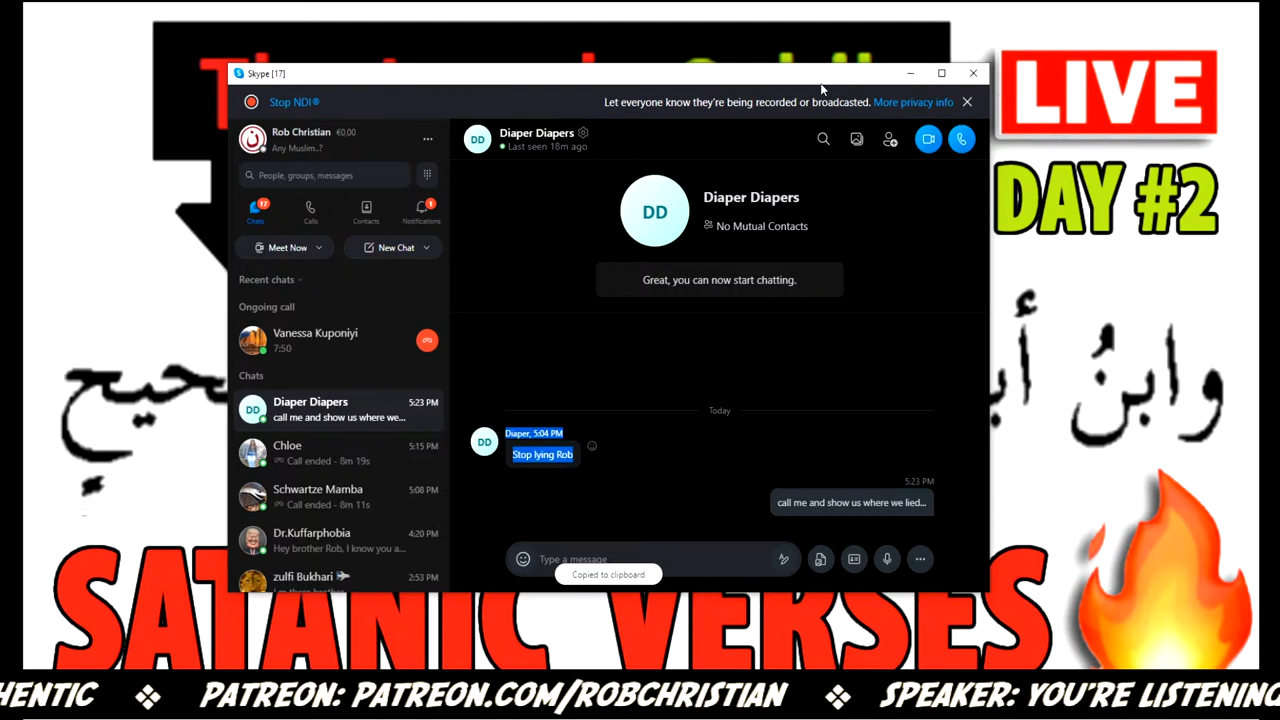 LIVE
DAY #2
Skype [17]
Stop NDI®
Let everyone know they're being recorded or broadcasted. More privacy info
Rob Christian €0,00
Any Muslim..?
People, groups, messages
17
1
Chats
Calls
Contacts
Notifications
Meet Now
New Chat
Recent chats
Ongoing call
Vanessa Kuponiyi
7:50
Chats
DD
Diaper Diapers
5:23 PM
call me and show us where we...
Chloe
5:15 PM
Call ended - 8m 19s
Schwartze Mamba
5:08 PM
Call ended - 8m 11s
Dr.Kuffarphobia
4:20 PM
Hey brother Rob, I know you a...
zulfi Bukhari
2:53 PM
DD
Diaper Diapers
Last seen 18m ago
DD
Diaper Diapers
No Mutual Contacts
Great, you can now start chatting.
Today
DD
Diaper, 5:04 PM
Stop lying Rob
5:23 PM
call me and show us where we lied...
Type a message
Copied to clipboard
وابنُ
SATANIC VERSES
HENTIC ❖ PATREON: PATREON.COM/ROBCHRISTIAN ❖ SPEAKER: YOU'RE LISTENING